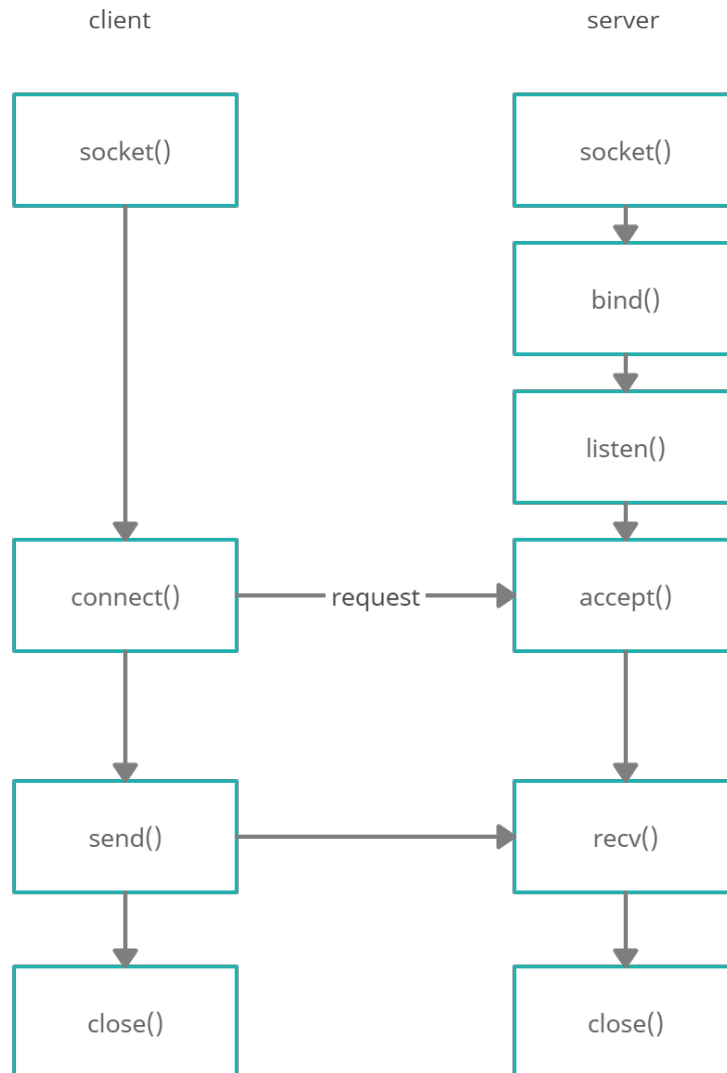 client
server
socket()
socket()
bind()
listen()
connect()
request
accept()
send()
recv()
close()
close()